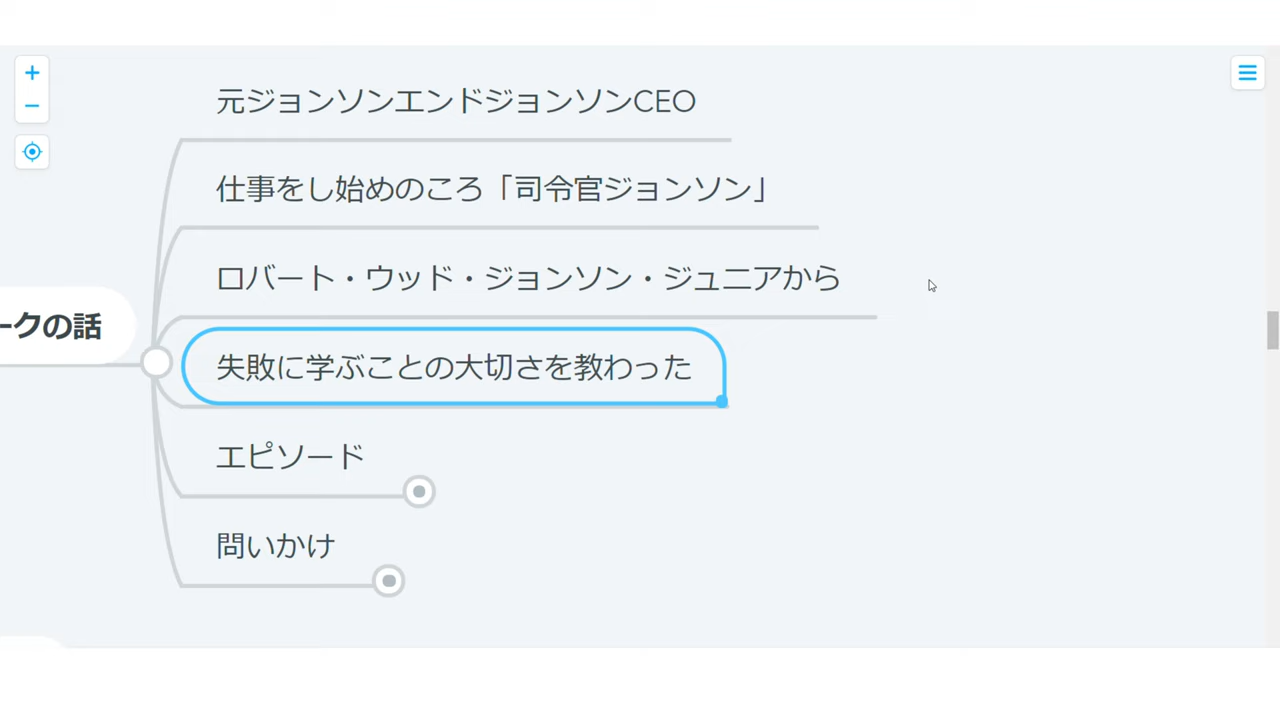 元ジョンソンエンドジョンソンCEO
仕事をし始めのころ「司令官ジョンソン」
ロバート・ウッド・ジョンソン・ジュニアから
ークの話
失敗に学ぶことの大切さを教わった
エピソード
問いかけ